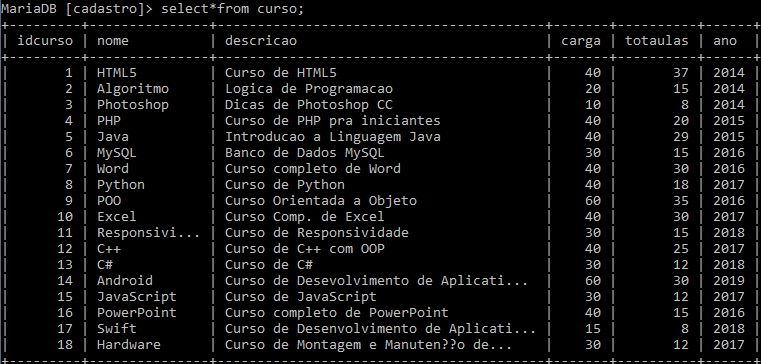 MariaDB [cadastro]> select*from curso;
+---------+---------------+---------------------------------------+-------+----------+------+
| idcurso | nome | descricao | carga | totaulas | ano |
+---------+---------------+---------------------------------------+-------+----------+------+
| 1 | HTML5 | Curso de HTML5 | 40 | 37 | 2014 |
| 2 | Algoritmo | Logica de Programacao | 20 | 15 | 2014 |
| 3 | Photoshop | Dicas de Photoshop CC | 10 | 8 | 2014 |
| 4 | PHP | Curso de PHP pra iniciantes | 40 | 20 | 2015 |
| 5 | Java | Introducao a Linguagem Java | 40 | 29 | 2015 |
| 6 | MySQL | Banco de Dados MySQL | 30 | 15 | 2016 |
| 7 | Word | Curso completo de Word | 40 | 30 | 2016 |
| 8 | Python | Curso de Python | 40 | 18 | 2017 |
| 9 | POO | Curso Orientada a Objeto | 60 | 35 | 2016 |
| 10 | Excel | Curso Comp. de Excel | 40 | 30 | 2017 |
| 11 | Responsivi... | Curso de Responsividade | 30 | 15 | 2018 |
| 12 | C++ | Curso de C++ com OOP | 40 | 25 | 2017 |
| 13 | C# | Curso de C# | 30 | 12 | 2018 |
| 14 | Android | Curso de Desevolvimento de Aplicati... | 60 | 30 | 2019 |
| 15 | JavaScript | Curso de JavaScript | 30 | 12 | 2017 |
| 16 | PowerPoint | Curso completo de PowerPoint | 40 | 15 | 2016 |
| 17 | Swift | Curso de Desenvolvimento de Aplicati... | 15 | 8 | 2018 |
| 18 | Hardware | Curso de Montagem e Manuten??o de... | 30 | 12 | 2017 |
+---------+---------------+---------------------------------------+-------+----------+------+